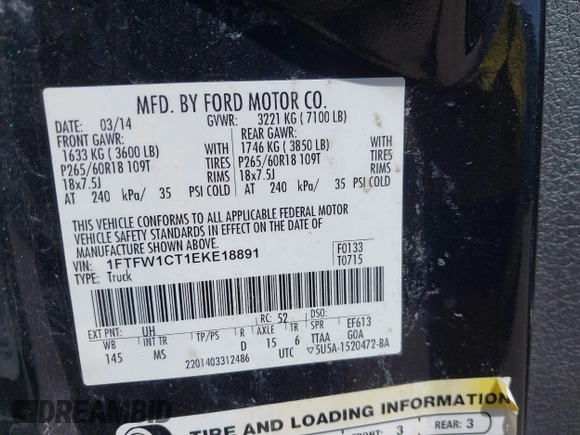 MFD. BY FORD MOTOR CO.
DATE: 03/14 GVWR: 3221 KG ( 7100 LB)
FRONT GAWR: REAR GAWR:
1633 KG ( 3600 LB) WITH 1746 KG ( 3850 LB) WITH
P265/60R18 109T TIRES P265/60R18 109T TIRES
18x7.5J RIMS 18x7.5J RIMS
AT 240 kPa/ 35 PSI COLD AT 240 kPa/ 35 PSI COLD
THIS VEHICLE CONFORMS TO ALL APPLICABLE FEDERAL MOTOR
VEHICLE SAFETY STANDARDS IN EFFECT ON THE DATE OF
MANUFACTURE SHOWN ABOVE.
VIN: 1FTFW1CT1EKE18891 F0133
TYPE: Truck T0715
EXT PNT: UH RC: 52 DSO:
WB INT TR TP/PS R AXLE TR SPR EF613
145 MS D 15 6 TTAA GOA
2201403312486 UTC ▽5U5A-1520472-BA
TIRE AND LOADING INFORMATION
FRONT: 3 REAR: 3
DREAMBID